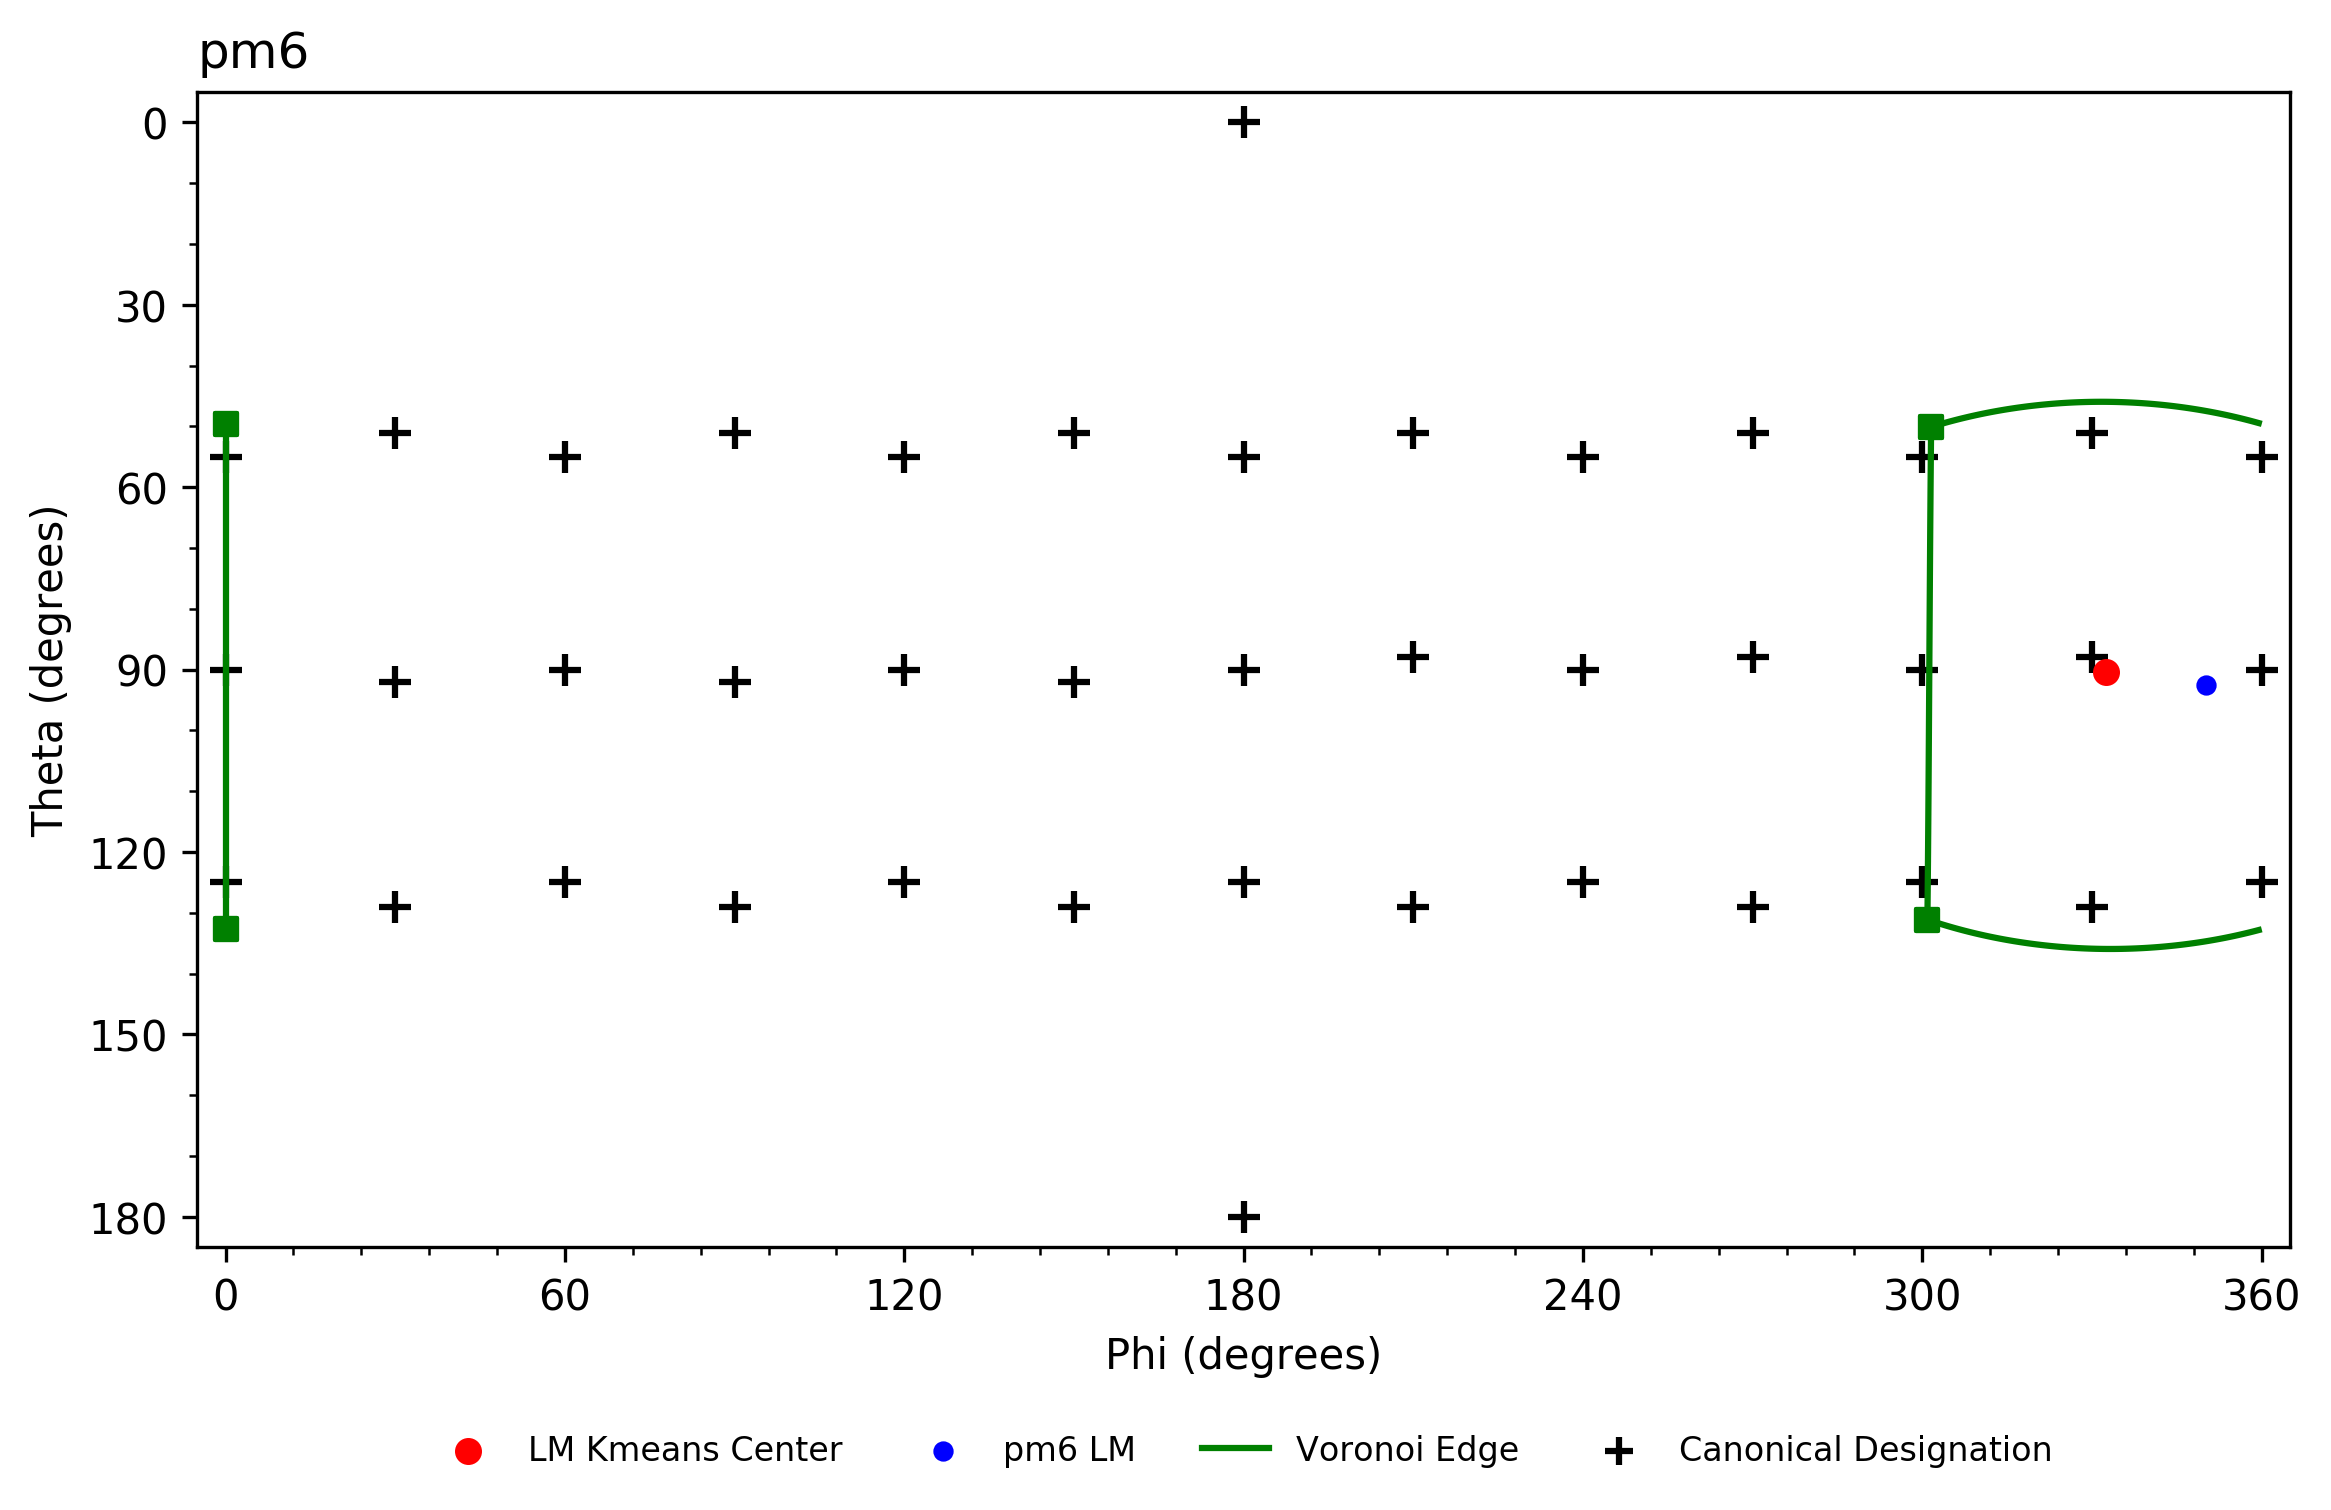 pm6
0
30
60
90
120
150
180
Theta (degrees)
0 60 120 180 240 300 360
Phi (degrees)
LM Kmeans Center pm6 LM Voronoi Edge Canonical Designation